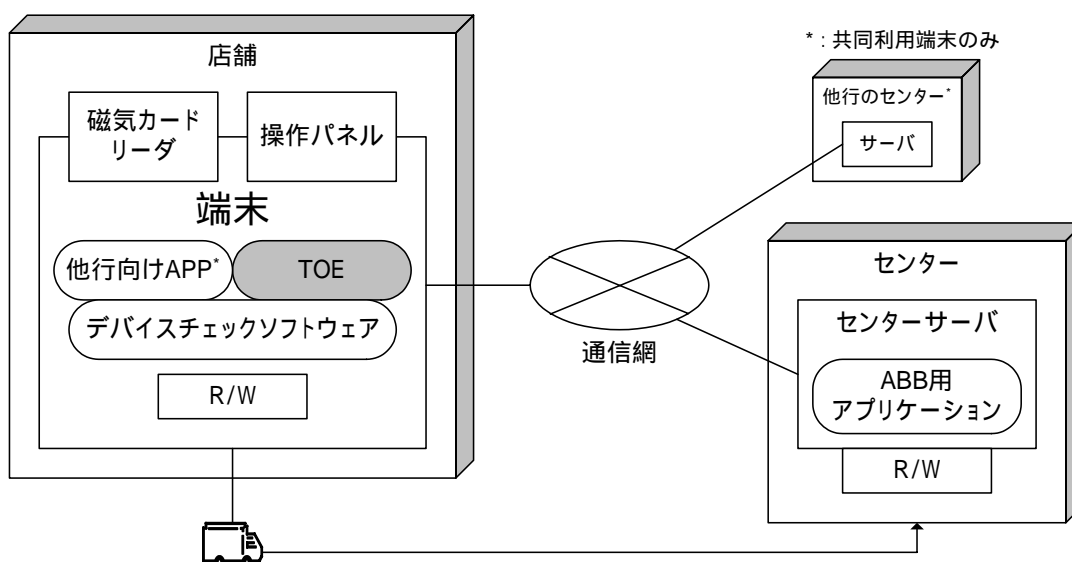 店舗
磁気カード
リーダ
操作パネル
端末
他行向けAPP*
TOE
デバイスチェックソフトウェア
R/W
通信網
*：共同利用端末のみ
他行のセンター*
サーバ
センター
センターサーバ
ABB用
アプリケーション
R/W